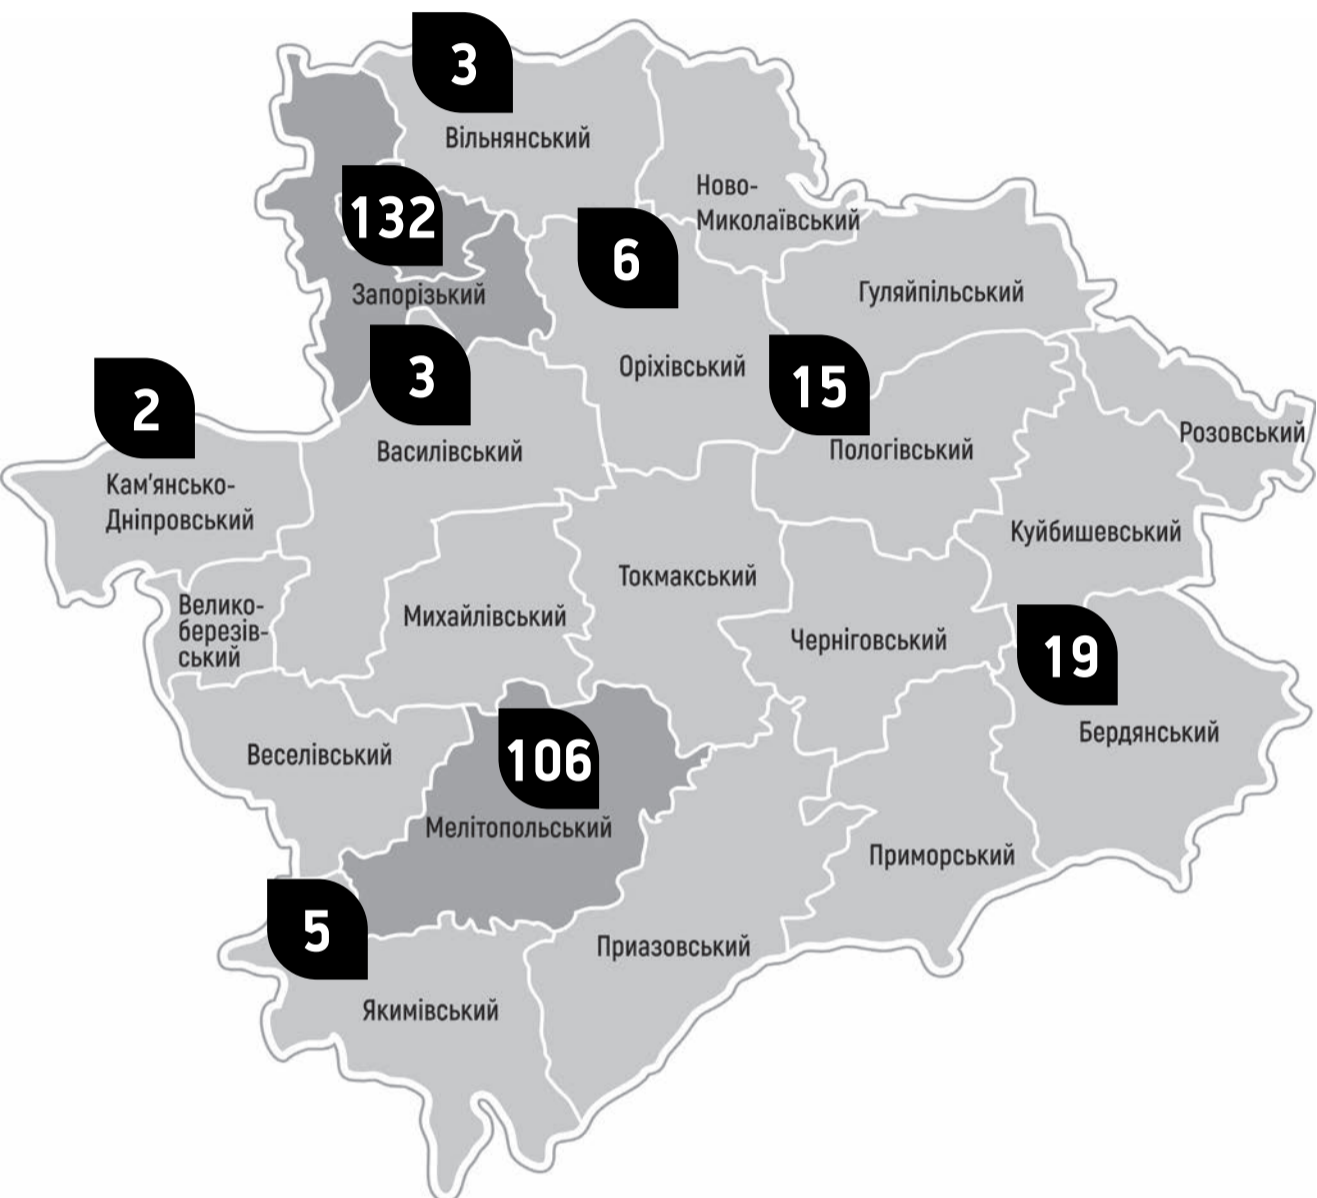 3
Вільнянський
132
Ново-
Миколаївський
6
Запорізький
Гуляйпільський
3
Оріхівський
15
2
Василівський
Пологівський
Розовський
Кам'янсько-
Дніпровський
Куйбишевський
Токмакський
Велико-
березів-
ський
Михайлівський
Черніговський
19
Бердянський
Веселівський
106
Мелітопольський
Приморський
5
Приазовський
Якимівський